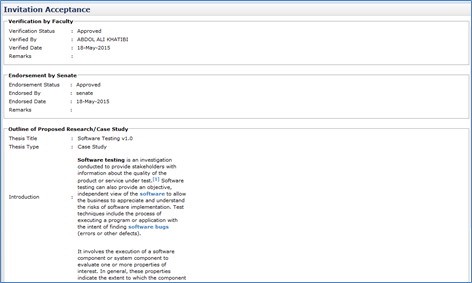 Invitation Acceptance
Verification by Faculty
Verification Status : Approved
Verified By : ABDOL ALI KHATIBI
Verified Date : 18-May-2015
Remarks :
Endorsement by Senate
Endorsement Status : Approved
Endorsed By : senate
Endorsed Date : 18-May-2015
Remarks :
Outline of Proposed Research/Case Study
Thesis Title : Software Testing v1.0
Thesis Type : Case Study
Software testing is an investigation
conducted to provide stakeholders with
information about the quality of the
product or service under test.[1] Software
testing can also provide an objective,
Introduction : independent view of the software to allow
the business to appreciate and understand
the risks of software implementation. Test
techniques include the process of
executing a program or application with
the intent of finding software bugs
(errors or other defects).
It involves the execution of a software
component or system component to
evaluate one or more properties of
interest. In general, these properties
indicate the extent to which the component